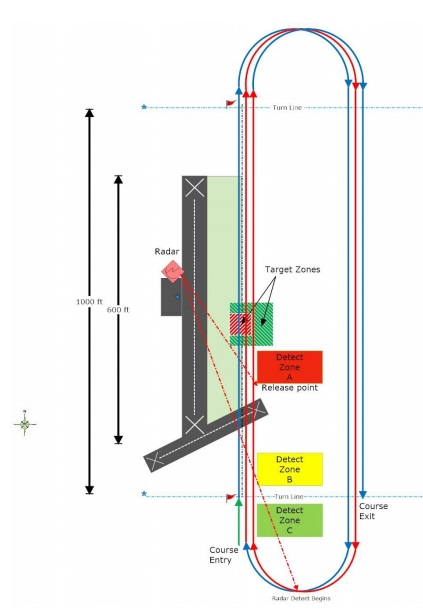 Turn Line
Radar
Target Zones
1000 ft
600 ft
Detect
Zone
A
Release point
Detect
Zone
B
Turn Line
Detect
Zone
C
Course
Exit
Course
Entry
Radar Detect Begins